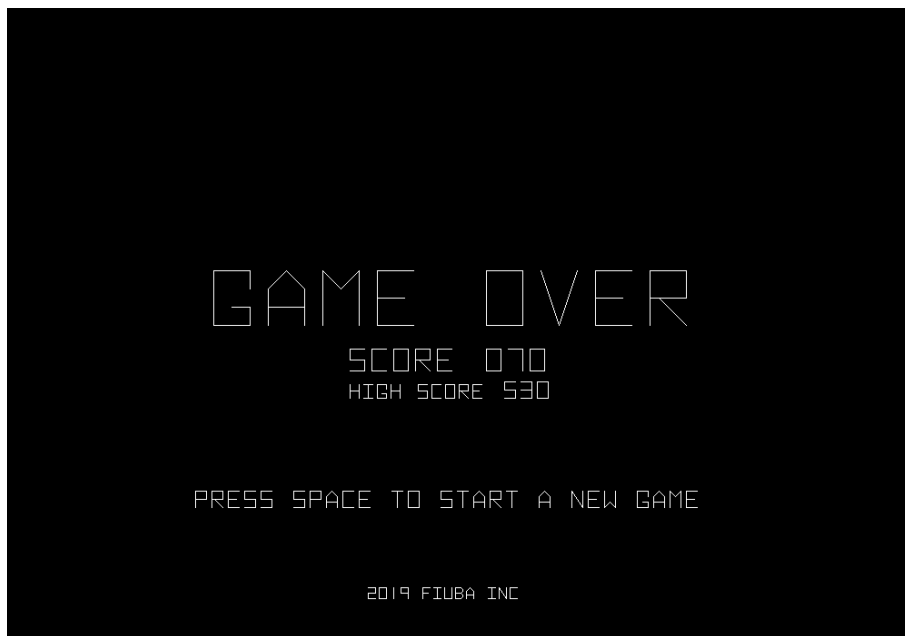 GAME OVER
SCORE 070
HIGH SCORE 530
PRESS SPACE TO START A NEW GAME
2019 FIUBA INC